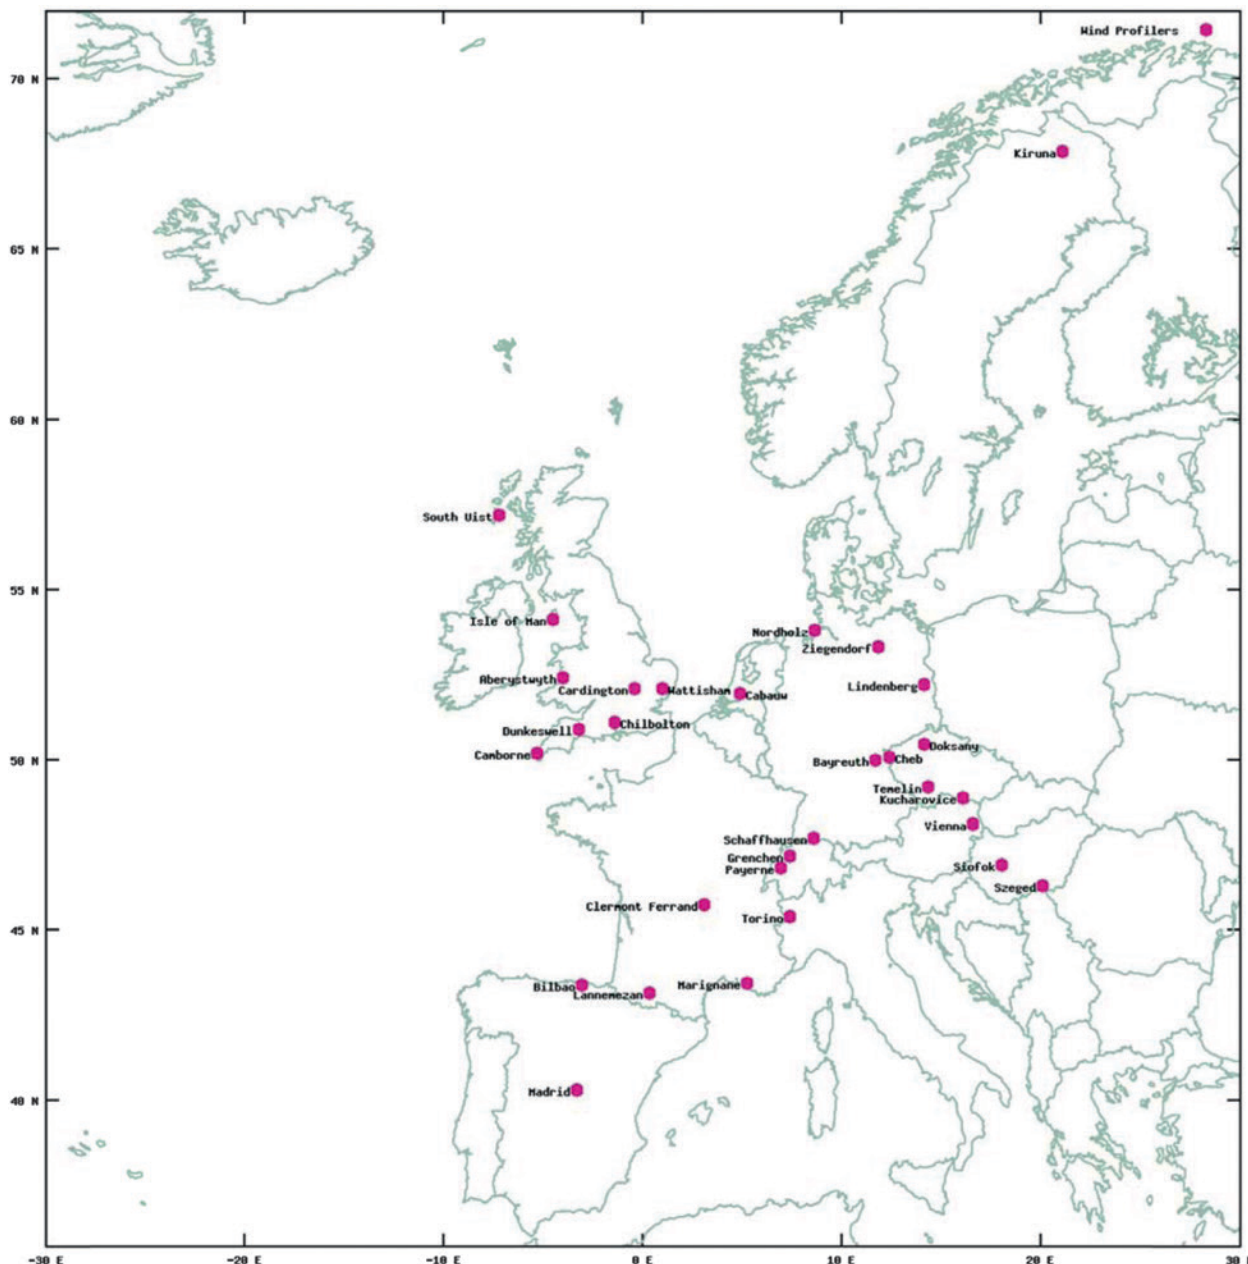 Wind Profilers
70 N
Kiruna
65 N
60 N
South Uist
55 N
Isle of Man
Nordholz
Ziegendorf
Aberystwyth
Cardington
Wattisham
Cabauw
Lindenberg
Dunkeswell
Chilbolton
Camborne
50 N
Doksany
Bayreuth
Cheb
Temelin
Kucharovice
Vienna
Schaffhausen
Grenchen
Payerne
Siofok
Szeged
Clermont Ferrand
Torino
45 N
Bilbao
Lannemezan
Marignane
Madrid
40 N
-30 E
-20 E
-10 E
0 E
10 E
20 E
30